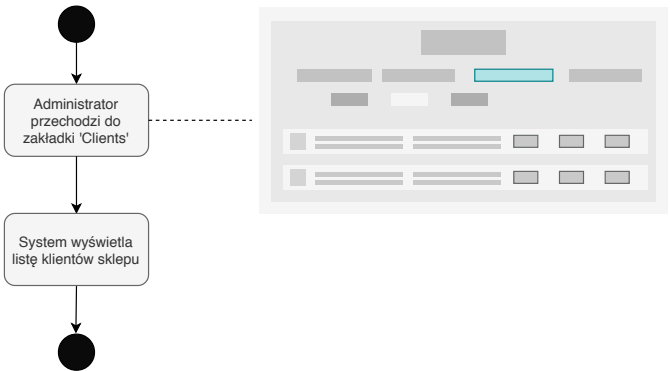 Administrator
przechodzi do
zakładki 'Clients'
System wyświetla
listę klientów sklepu